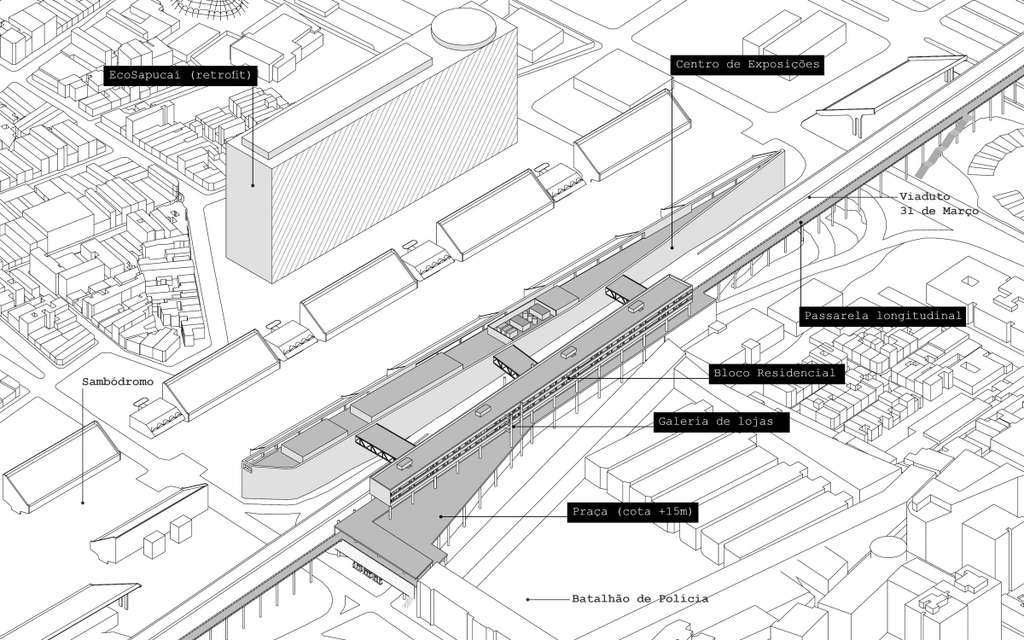 Centro de Exposições
EcoSapucaí (retrofit)
Viaduto
31 de Março
Passarela longitudinal
Bloco Residencial
Sambódromo
Galeria de lojas
Praça (cota +15m)
Batalhão de Polícia